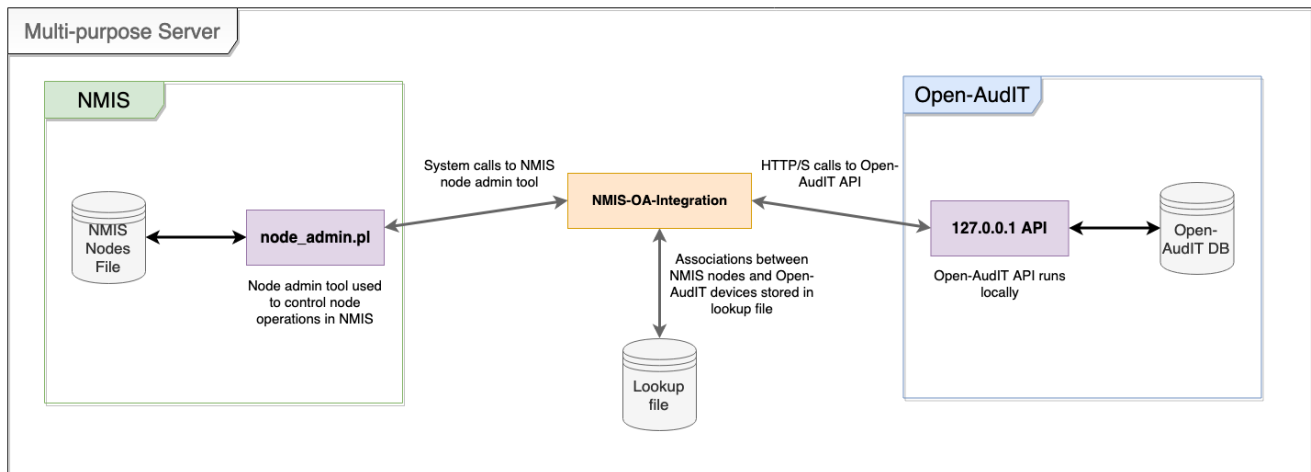 Multi-purpose Server
NMIS
Open-AudIT
System calls to NMIS
node admin tool
HTTP/S calls to Open-
AudIT API
NMIS
Nodes
File
node_admin.pl
NMIS-OA-Integration
127.0.0.1 API
Open-
AudIT DB
Node admin tool used
to control node
operations in NMIS
Associations between
NMIS nodes and Open-
AudIT devices stored in
lookup file
Open-AudIT API runs
locally
Lookup
file